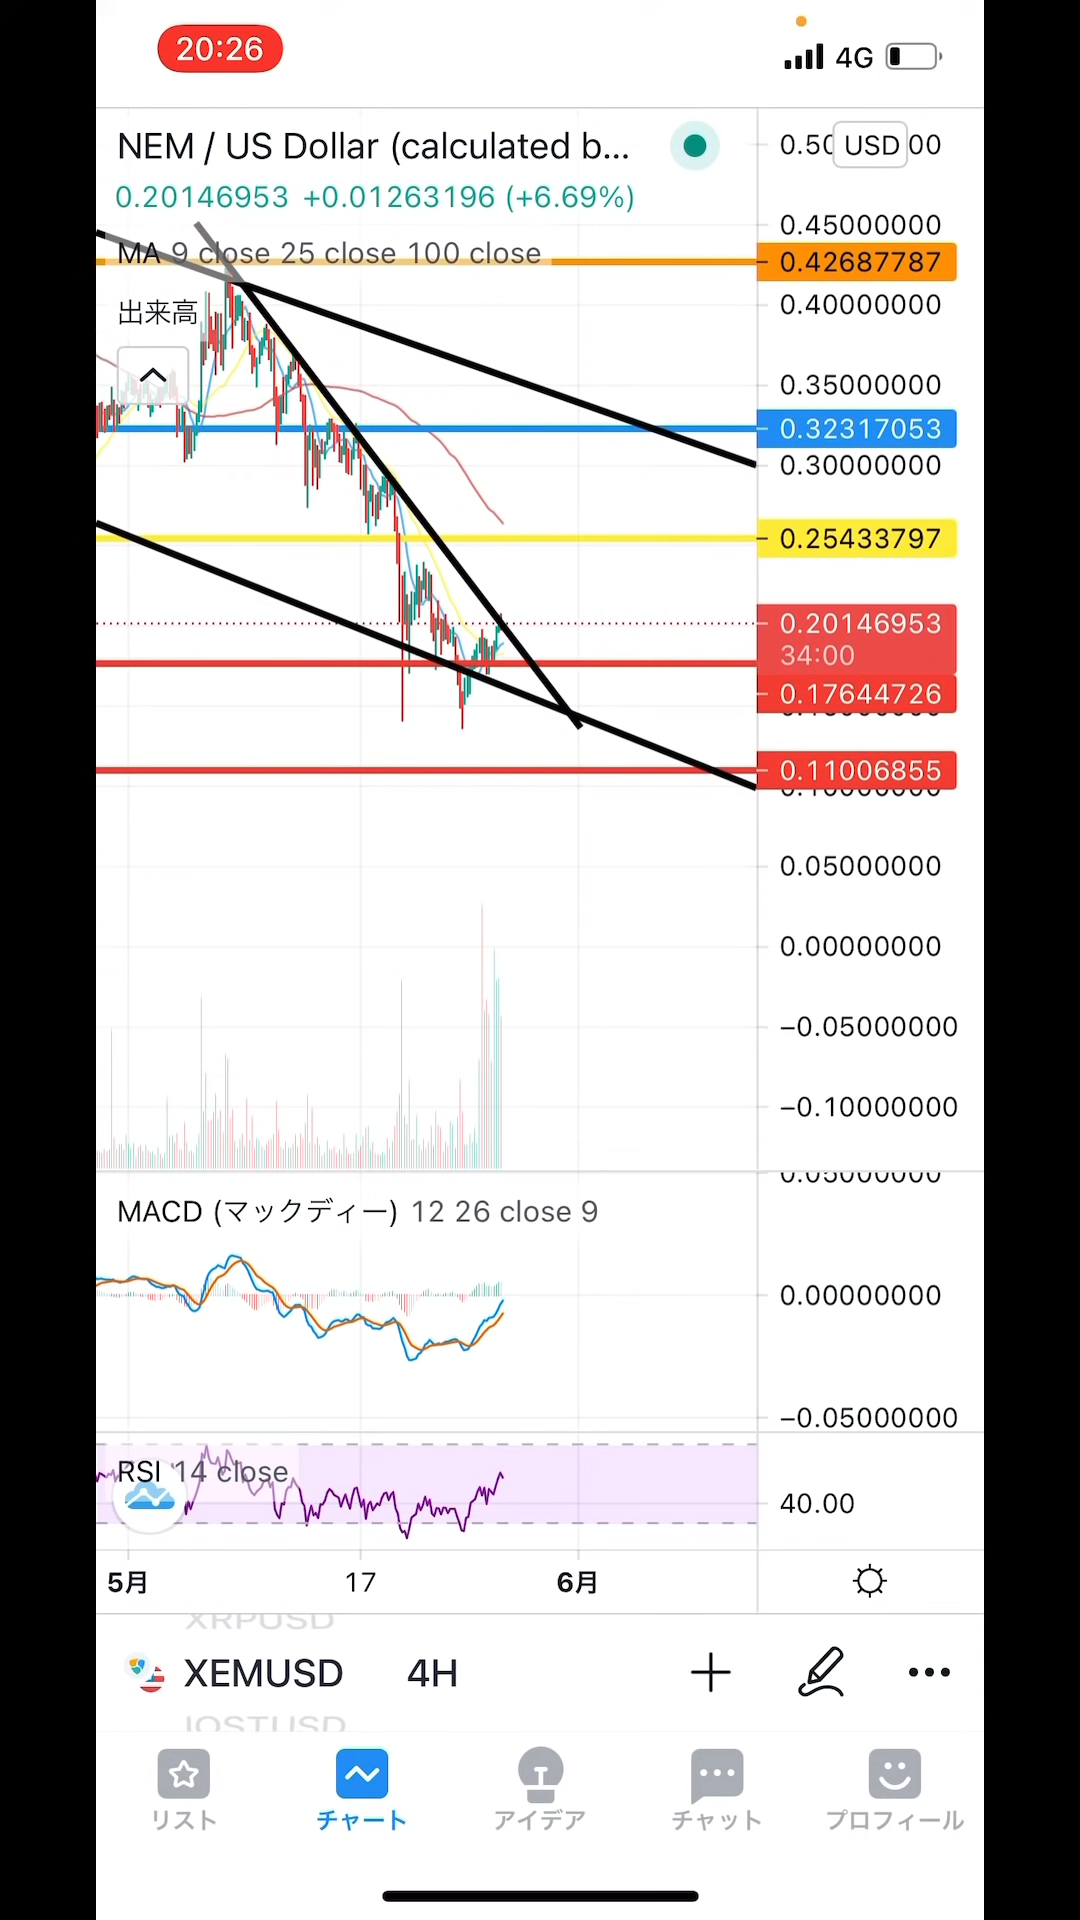 20:26
4G
NEM / US Dollar (calculated b...
USD
0.20146953 +0.01263196 (+6.69%)
0.45000000
MA 9 close 25 close 100 close
0.42687787
0.40000000
出来高
0.35000000
0.32317053
0.30000000
0.25433797
0.20146953
34:00
0.17644726
0.11006855
0.05000000
0.00000000
−0.05000000
−0.10000000
MACD (マックディー) 12 26 close 9
0.00000000
−0.05000000
RSI 14 close
40.00
5月
17
6月
XRPUSD
XEMUSD 4H
IOSTUSD
リスト
チャート
アイデア
チャット
プロフィール